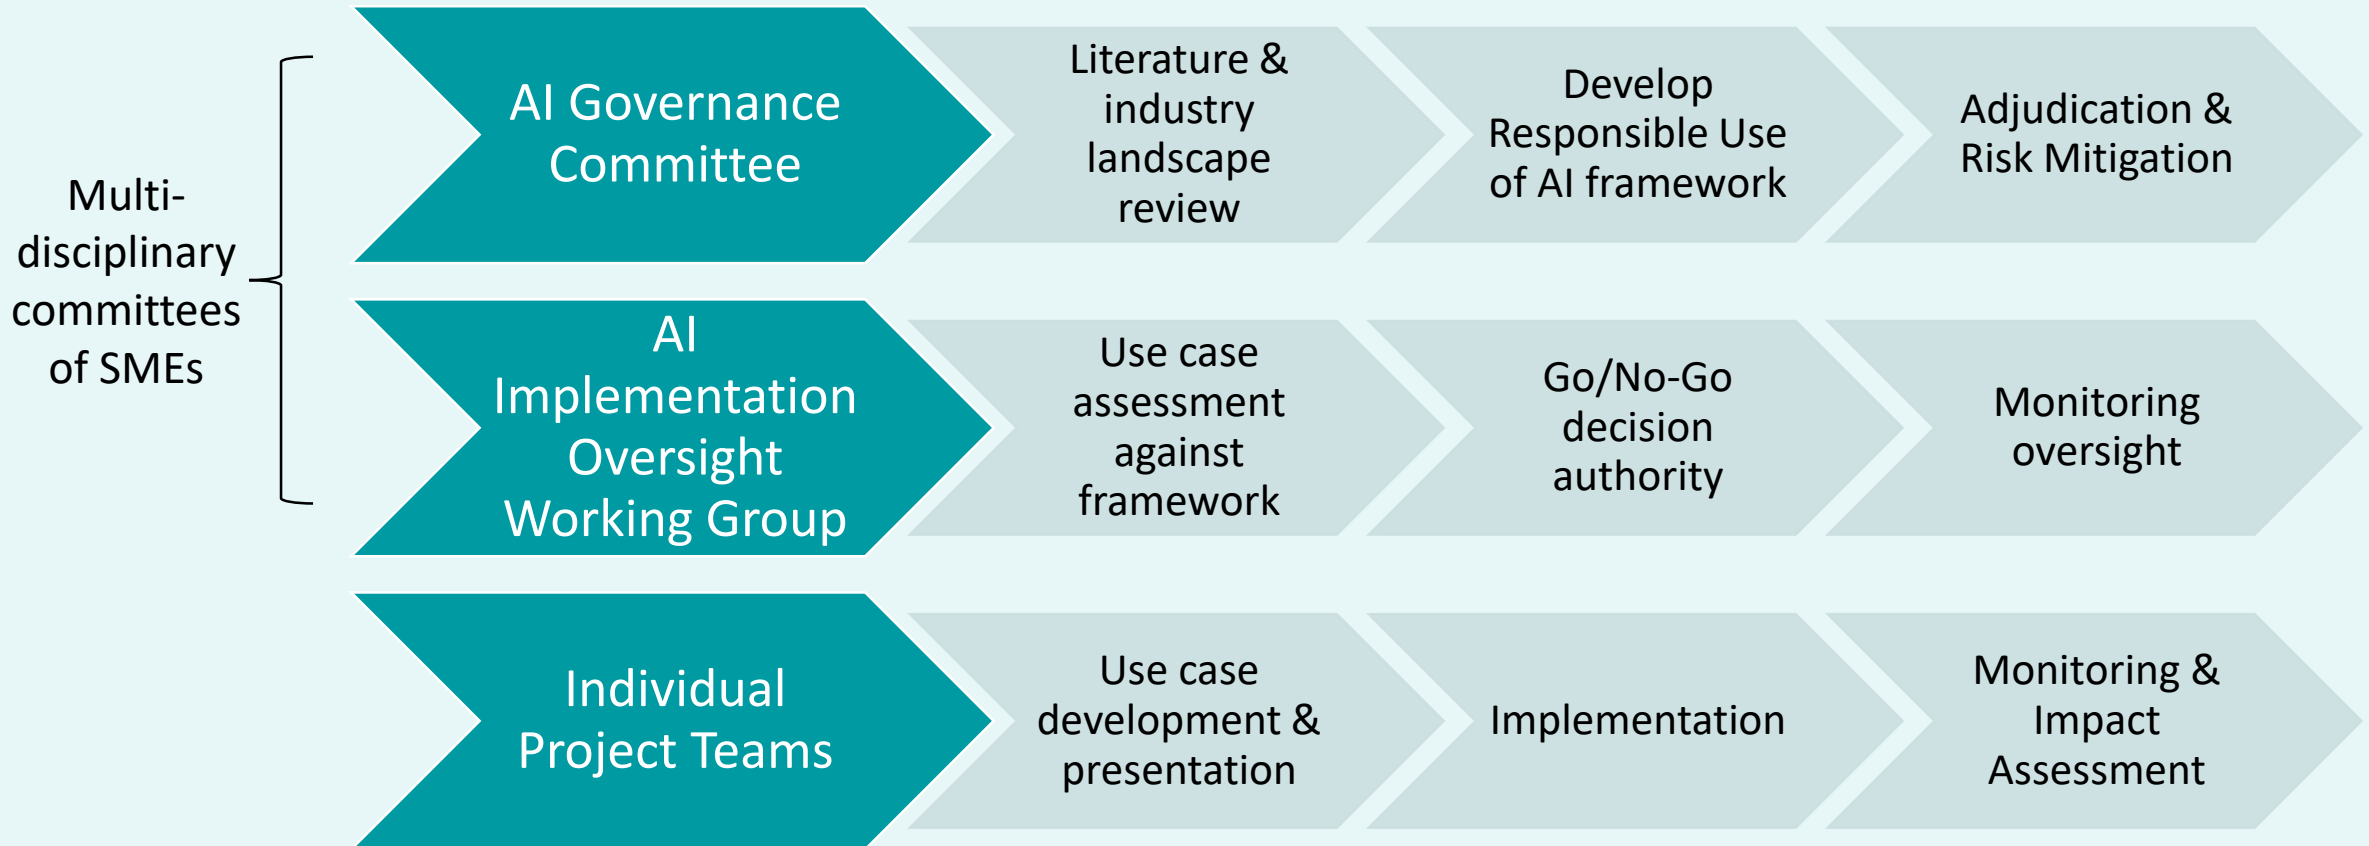 Multi-
disciplinary
committees
of SMEs
AI Governance
Committee
Literature &
industry
landscape
review
Develop
Responsible Use
of AI framework
Adjudication &
Risk Mitigation
AI
Implementation
Oversight
Working Group
Use case
assessment
against
framework
Go/No-Go
decision
authority
Monitoring
oversight
Individual
Project Teams
Use case
development &
presentation
Implementation
Monitoring &
Impact
Assessment